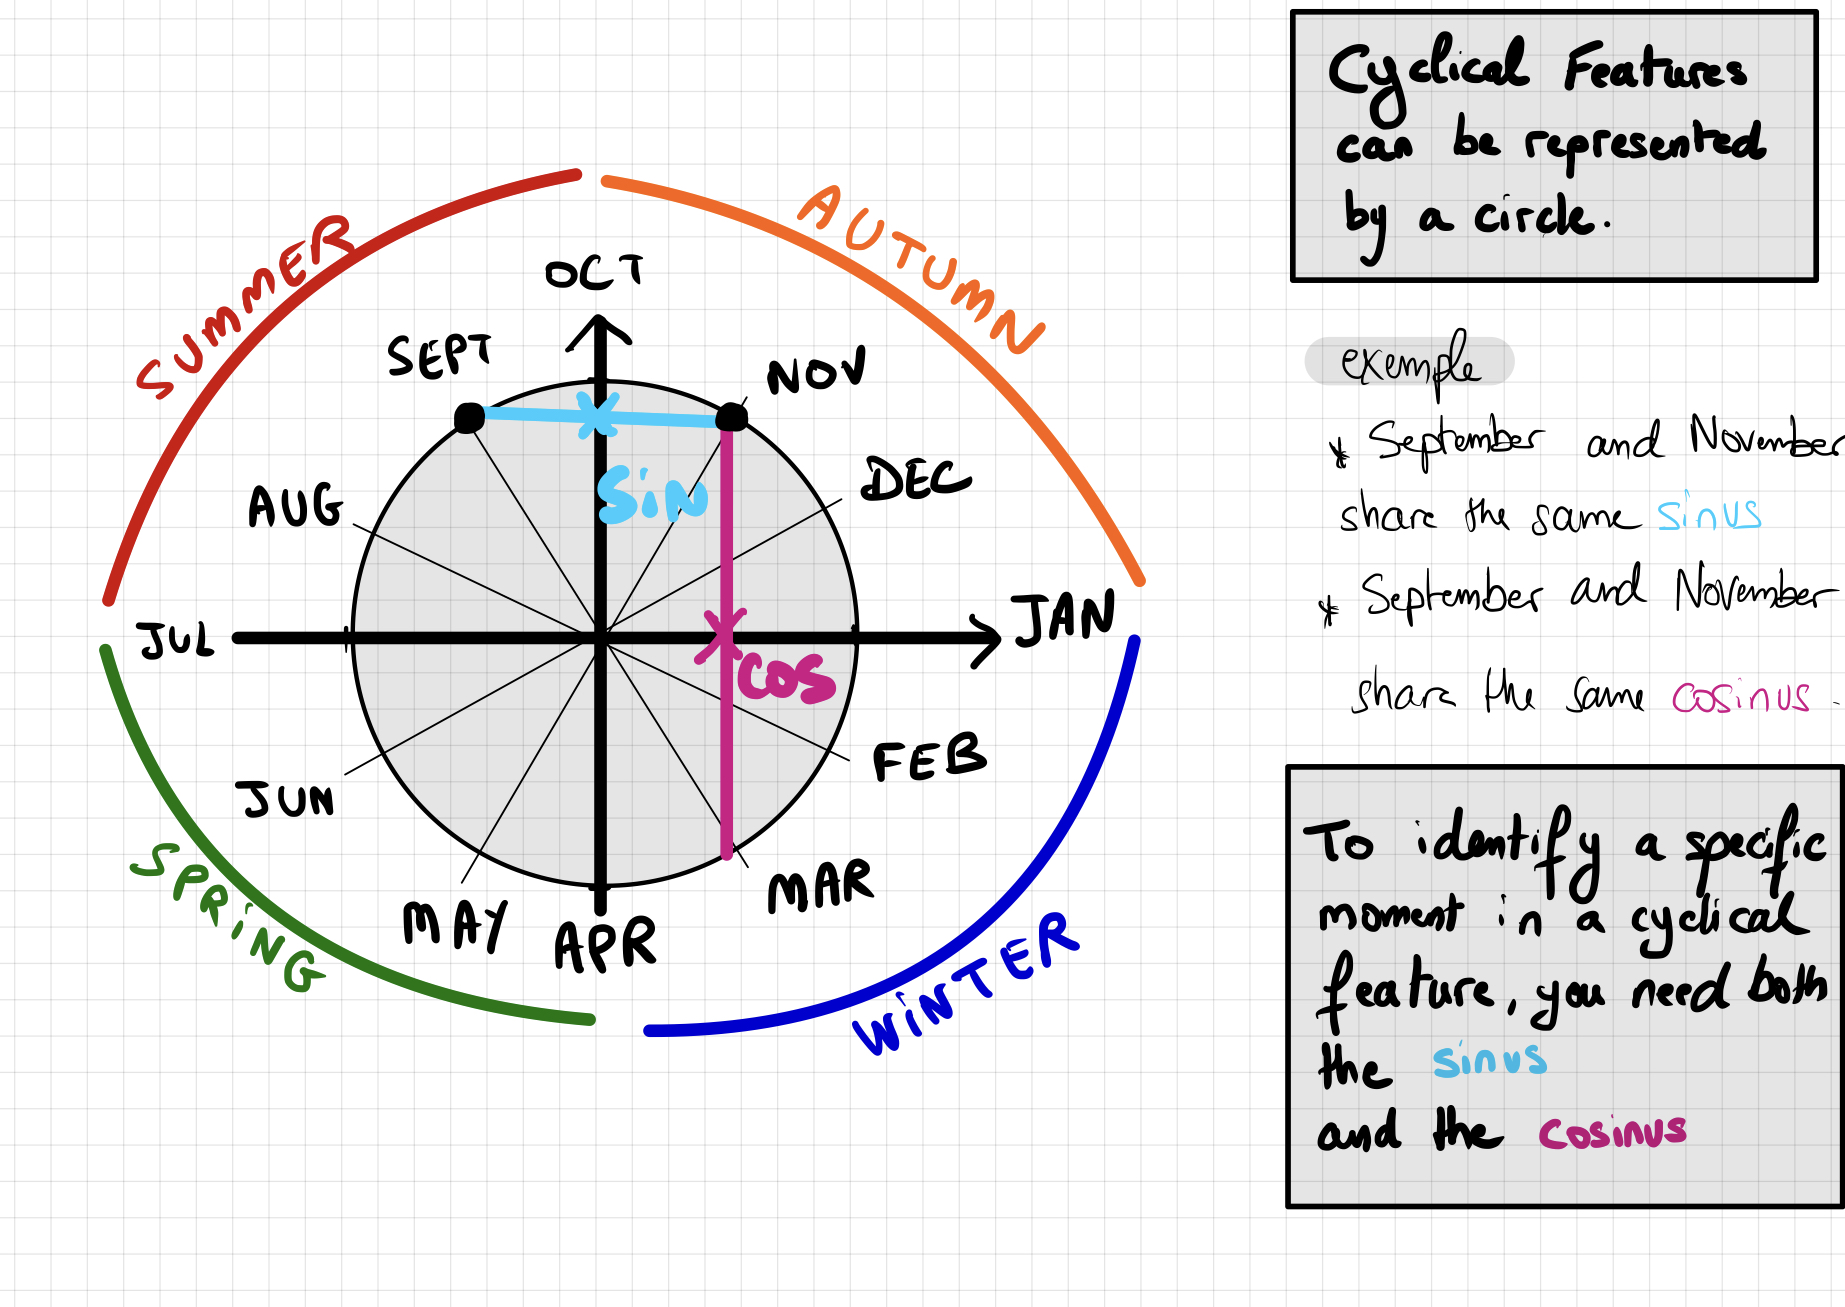 Cyclical Features
can be represented
by a circle.
SUMMER
AUTUMN
OCT
SEPT
NOV
exemple
* September and November
share the same sinus
* September and November
share the same cosinus.
AUG
sin
DEC
JUL
JAN
cos
JUN
FEB
MAY
APR
MAR
SPRiNG
WiNTER
To identify a specific
moment in a cyclical
feature, you need both
the sinus
and the cosinus